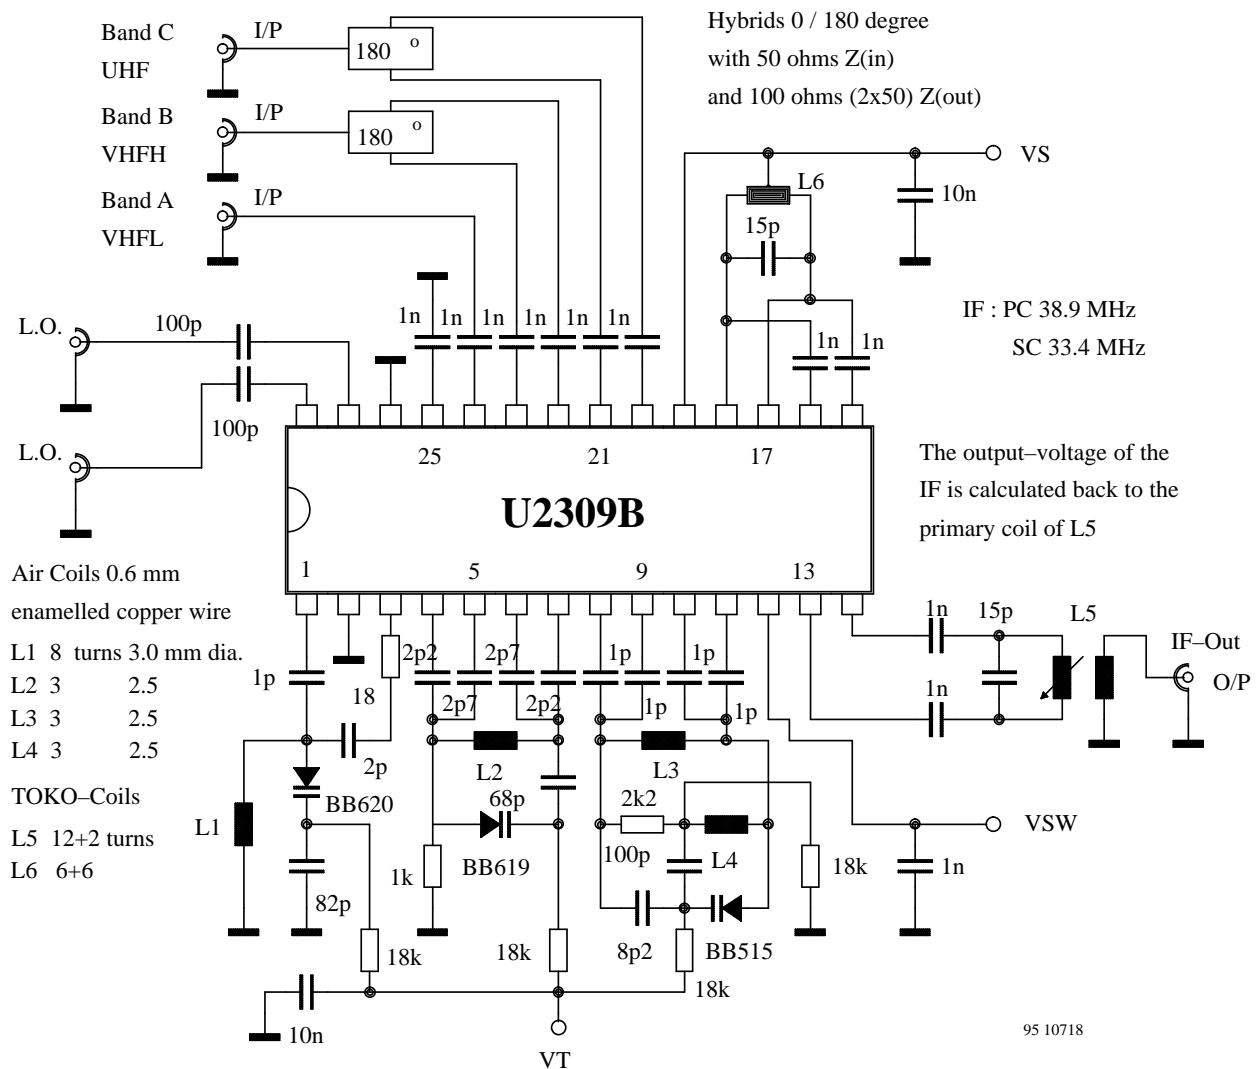 Band C
I/P
UHF
180 o
Band B
I/P
VHFH
180 o
Band A
I/P
VHFL
Hybrids 0 / 180 degree
with 50 ohms Z(in)
and 100 ohms (2x50) Z(out)
VS
L6
10n
15p
IF : PC 38.9 MHz
SC 33.4 MHz
L.O.
100p
1n
1n
1n
1n
1n
1n
1n
1n
L.O.
100p
25
21
17
U2309B
The output–voltage of the
IF is calculated back to the
primary coil of L5
1
5
9
13
Air Coils 0.6 mm
enamelled copper wire
L1 8 turns 3.0 mm dia.
L2 3 2.5
L3 3 2.5
L4 3 2.5
TOKO–Coils
L5 12+2 turns
L6 6+6
1p
18
2p2
2p7
2p7
2p2
1p
1p
1p
1p
1n
15p
L5
IF–Out
O/P
1n
2p
L2
L3
BB620
68p
2k2
L1
BB619
100p
L4
VSW
1k
18k
1n
82p
18k
18k
8p2
BB515
18k
10n
VT
95 10718